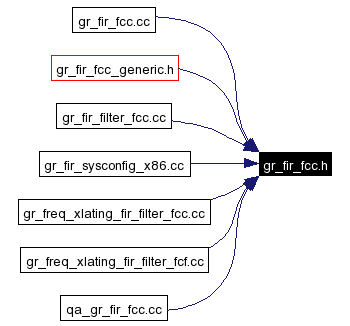 gr_fir_fcc.cc
gr_fir_fcc_generic.h
gr_fir_filter_fcc.cc
gr_fir_sysconfig_x86.cc
gr_fir_fcc.h
gr_freq_xlating_fir_filter_fcc.cc
gr_freq_xlating_fir_filter_fcf.cc
qa_gr_fir_fcc.cc